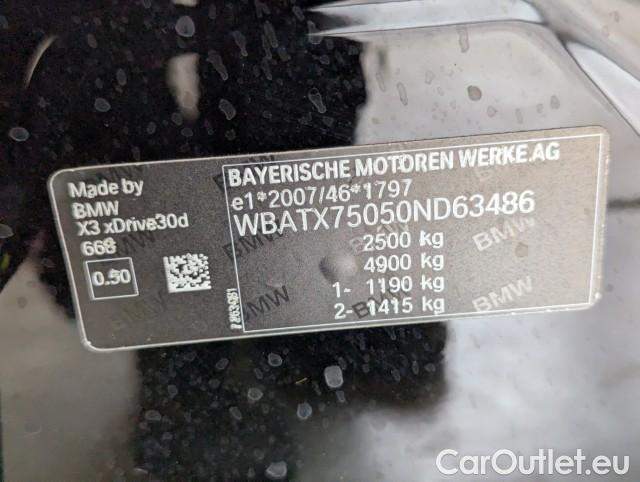 Made by
BMW
X3 xDrive30d
668
0.50
BAYERISCHE MOTOREN WERKE AG
e1*2007/46*1797
WBATX75050ND63486
2500 kg
4900 kg
1- 1190 kg
2- 1415 kg
CarOutlet.eu